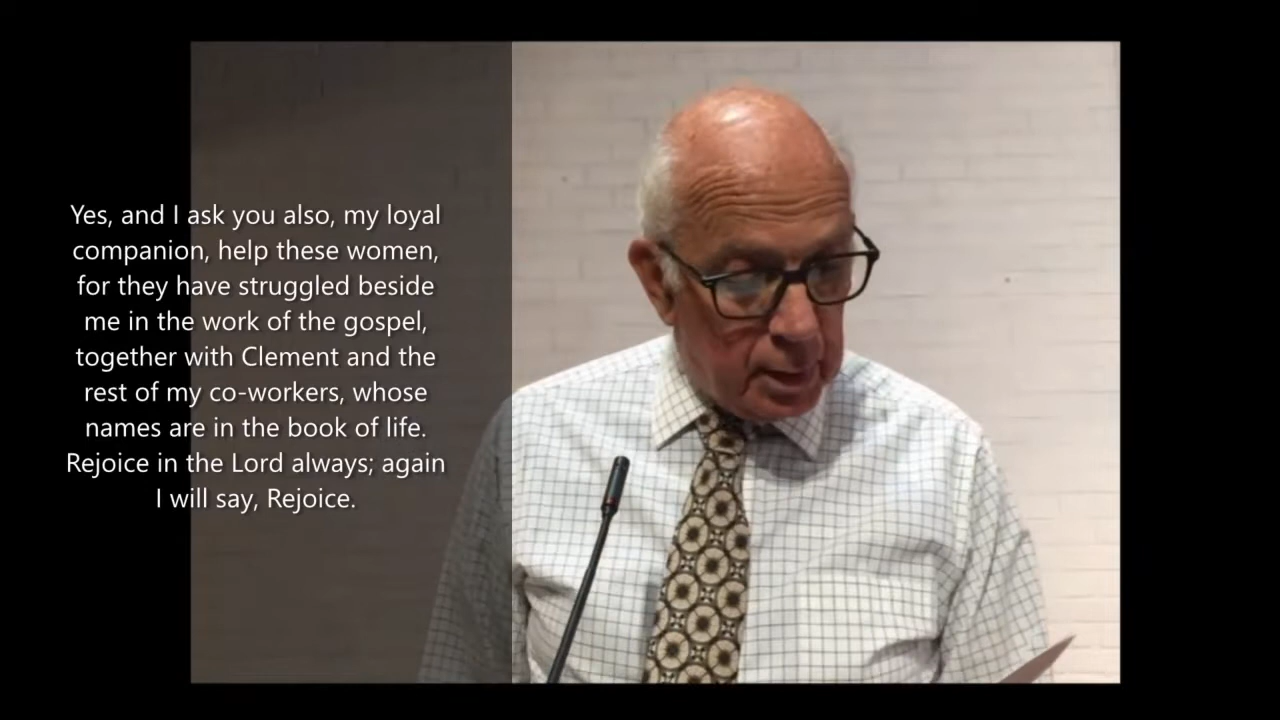 Yes, and I ask you also, my loyal
companion, help these women,
for they have struggled beside
me in the work of the gospel,
together with Clement and the
rest of my co-workers, whose
names are in the book of life.
Rejoice in the Lord always; again
I will say, Rejoice.